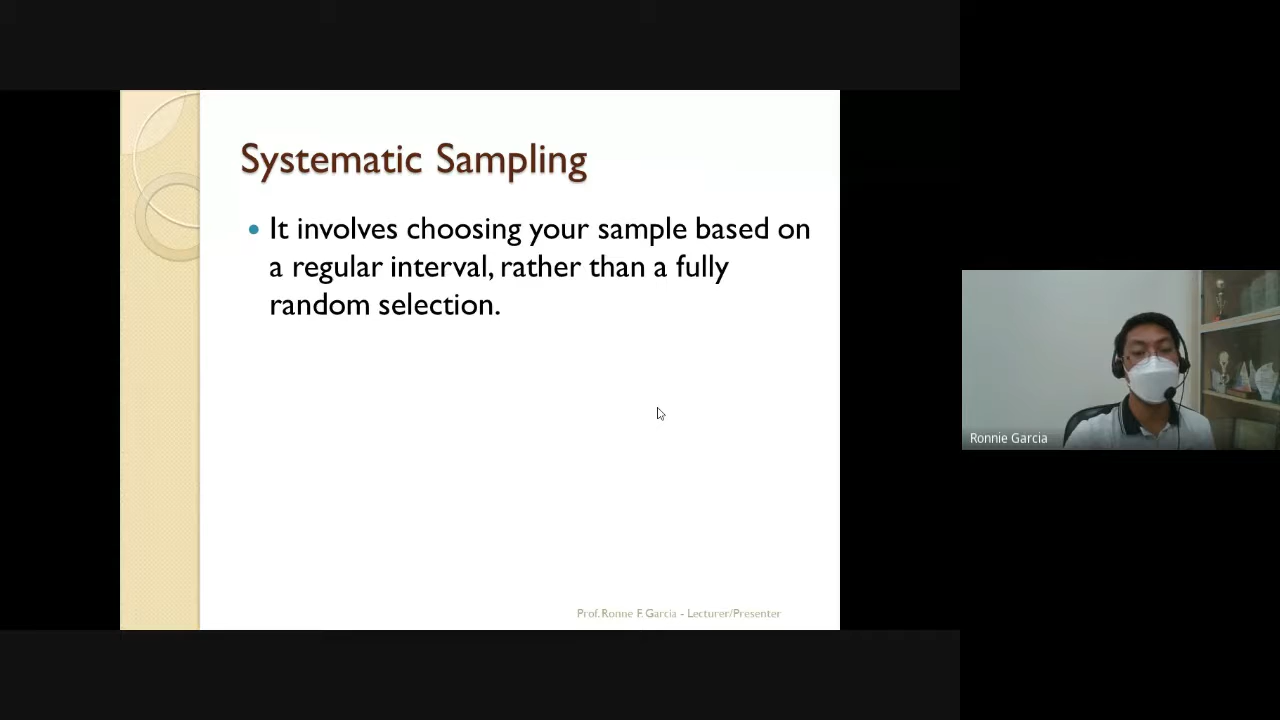 Systematic Sampling
• It involves choosing your sample based on
a regular interval, rather than a fully
random selection.
Prof. Ronne F. Garcia - Lecturer/Presenter
Ronnie Garcia